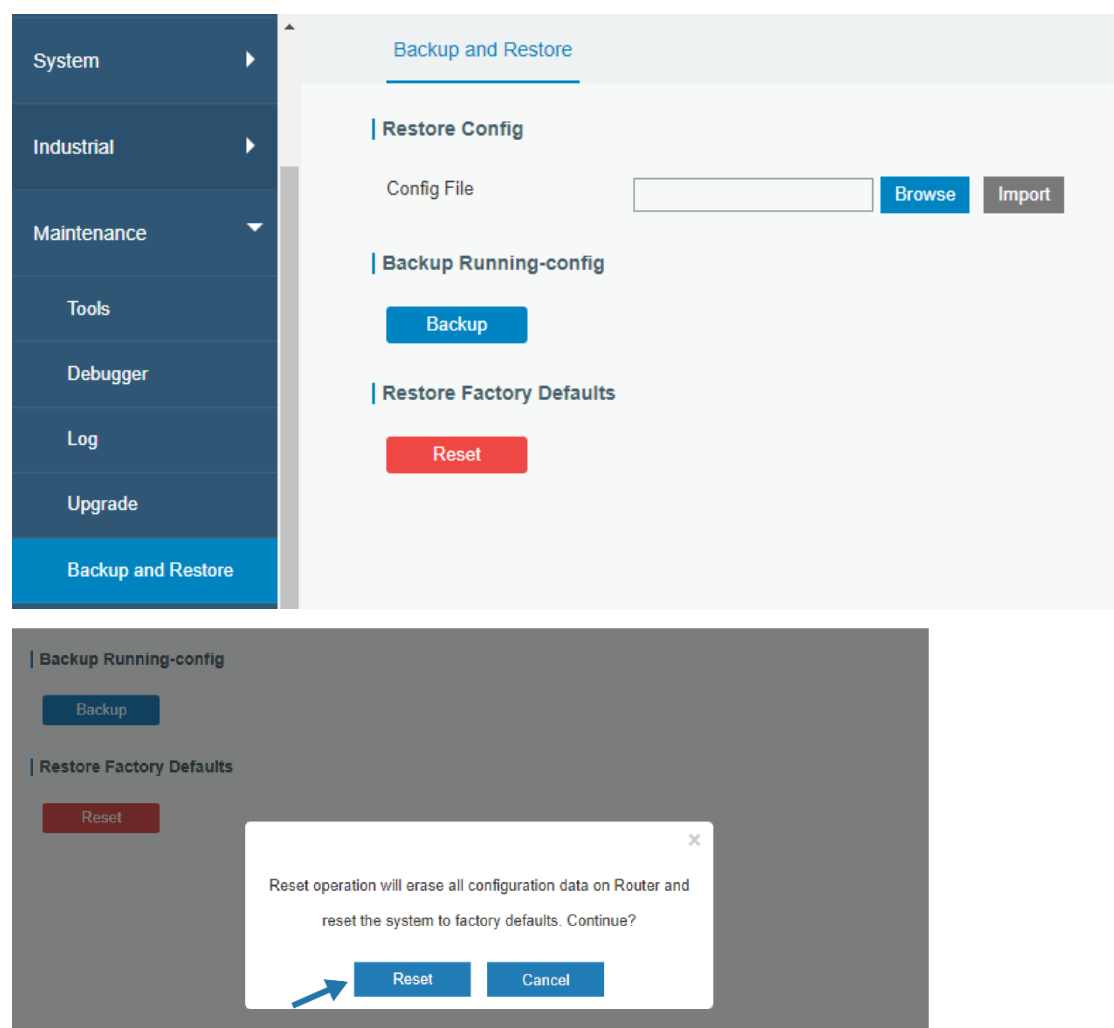 System
Industrial
Maintenance
Tools
Debugger
Log
Upgrade
Backup and Restore
Backup and Restore
Restore Config
Config File
Browse Import
Backup Running-config
Backup
Restore Factory Defaults
Reset
Backup Running-config
Backup
Restore Factory Defaults
Reset
×
Reset operation will erase all configuration data on Router and
reset the system to factory defaults. Continue?
Reset Cancel